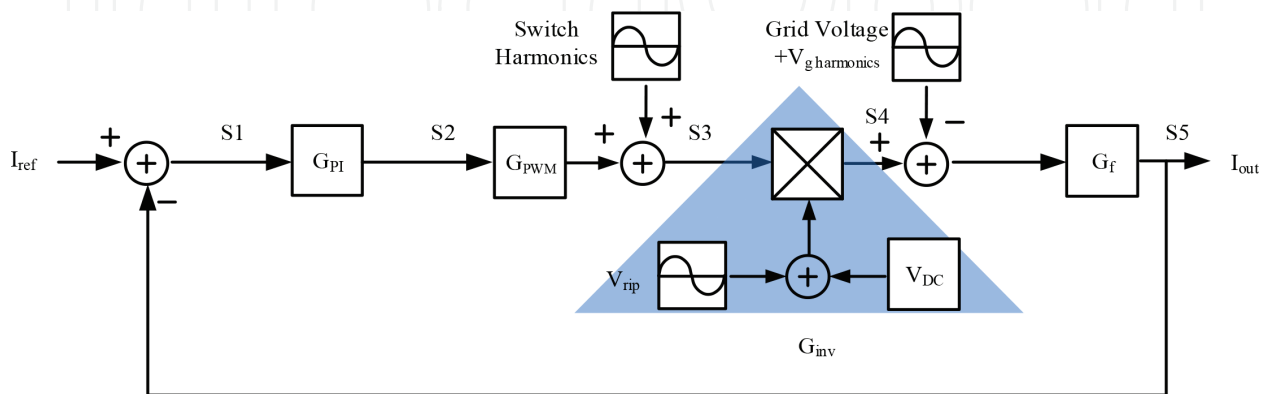 Switch
Harmonics
Grid Voltage
+Vg harmonics
+ + S1 S2 + + S3 S4 + − S5
Iref
+
GPI
GPWM
+
Gf
Iout
−
Vrip
+
VDC
Ginv